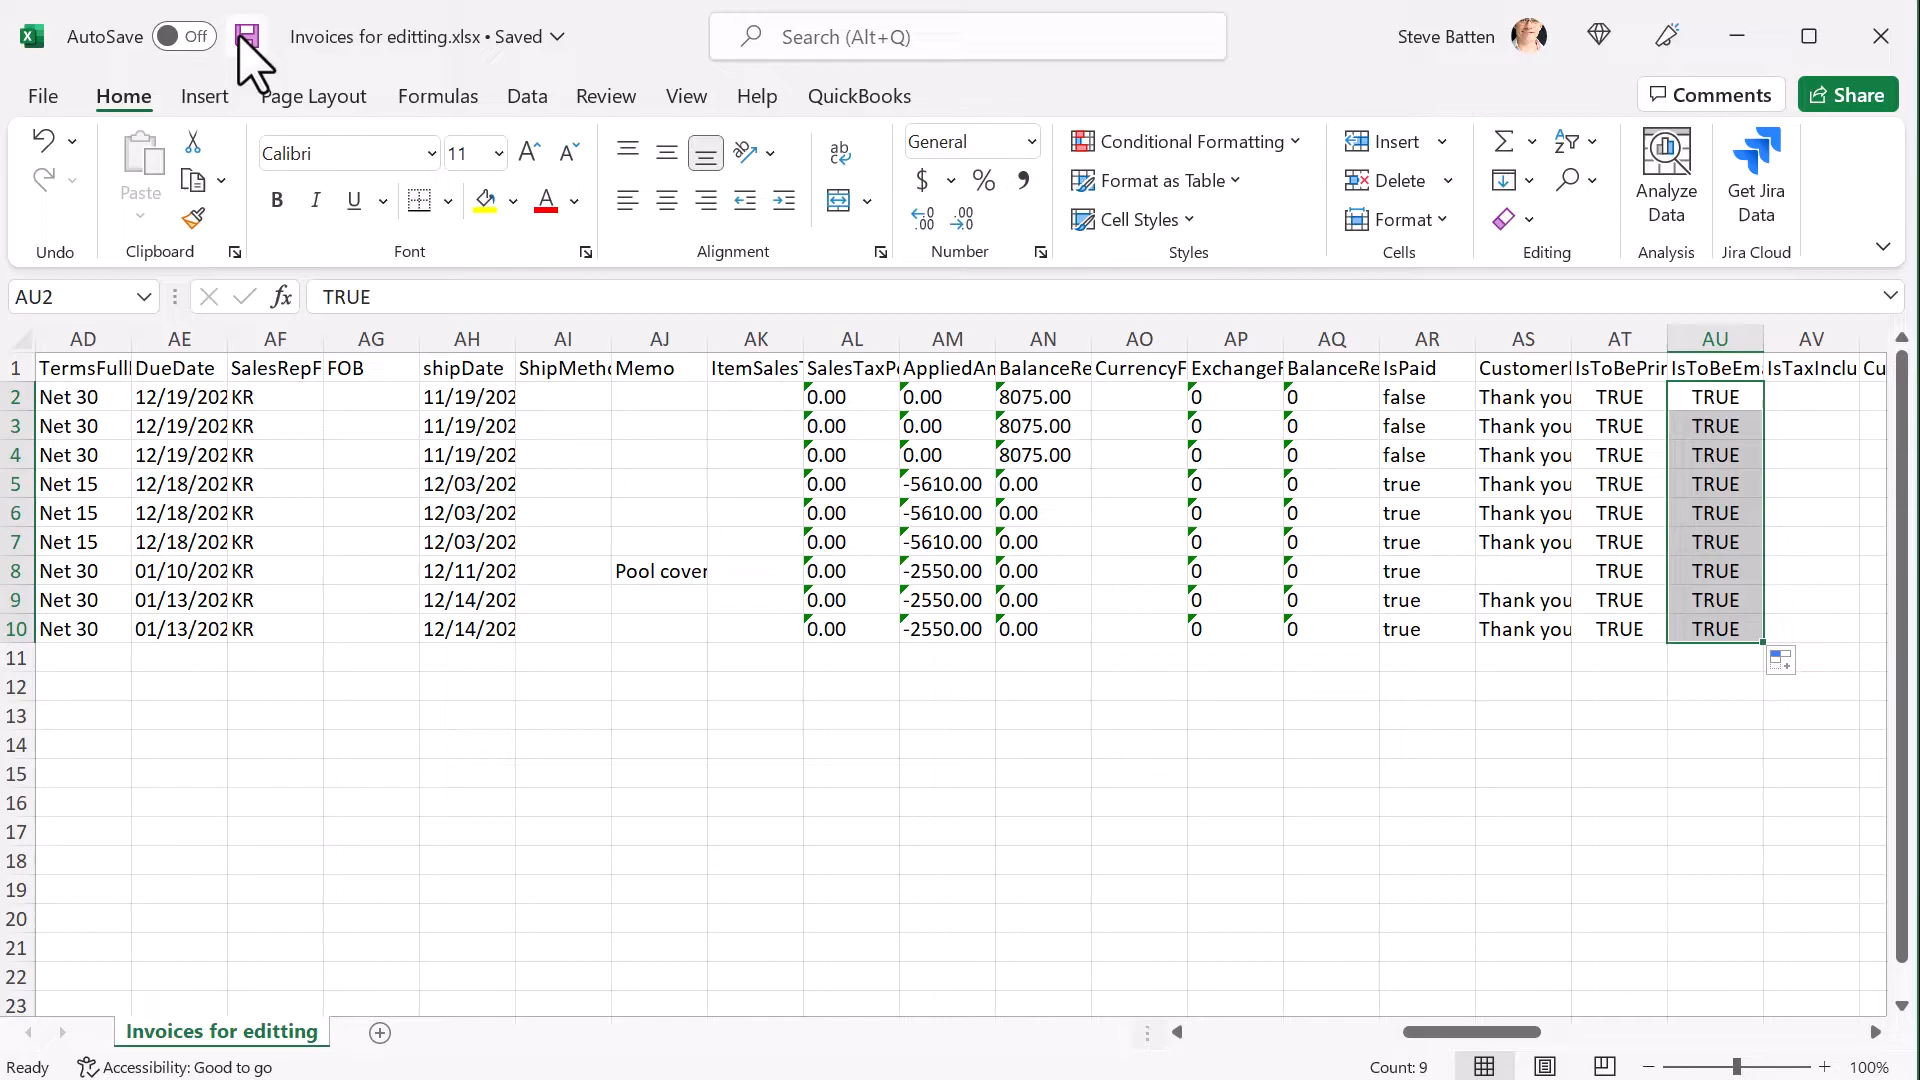 AutoSave Off Invoices for editting.xlsx • Saved Search (Alt+Q) Steve Batten
File Home Insert Page Layout Formulas Data Review View Help QuickBooks Comments Share
Calibri 11 General Conditional Formatting Insert
Paste B I U A ab c $ % 9 Format as Table Delete Analyze Data Get Jira Data
Cell Styles Format
Undo Clipboard Font Alignment Number Styles Cells Editing Analysis Jira Cloud
AU2 fx TRUE
AD AE AF AG AH AI AJ AK AL AM AN AO AP AQ AR AS AT AU AV
1 TermsFull DueDate SalesRepF FOB shipDate ShipMetho Memo ItemSales SalesTaxPe AppliedAm BalanceRe CurrencyF ExchangeR BalanceRe IsPaid Customer IsToBePrin IsToBeEma IsTaxInclu Cu
2 Net 30 12/19/202 KR 11/19/202 0.00 0.00 8075.00 0 0 false Thank you TRUE TRUE
3 Net 30 12/19/202 KR 11/19/202 0.00 0.00 8075.00 0 0 false Thank you TRUE TRUE
4 Net 30 12/19/202 KR 11/19/202 0.00 0.00 8075.00 0 0 false Thank you TRUE TRUE
5 Net 15 12/18/202 KR 12/03/202 0.00 -5610.00 0.00 0 0 true Thank you TRUE TRUE
6 Net 15 12/18/202 KR 12/03/202 0.00 -5610.00 0.00 0 0 true Thank you TRUE TRUE
7 Net 15 12/18/202 KR 12/03/202 0.00 -5610.00 0.00 0 0 true Thank you TRUE TRUE
8 Net 30 01/10/202 KR 12/11/202 Pool cover 0.00 -2550.00 0.00 0 0 true TRUE TRUE
9 Net 30 01/13/202 KR 12/14/202 0.00 -2550.00 0.00 0 0 true Thank you TRUE TRUE
10 Net 30 01/13/202 KR 12/14/202 0.00 -2550.00 0.00 0 0 true Thank you TRUE TRUE
11
12
13
14
15
16
17
18
19
20
21
22
23
Invoices for editting
Ready Accessibility: Good to go Count: 9 100%